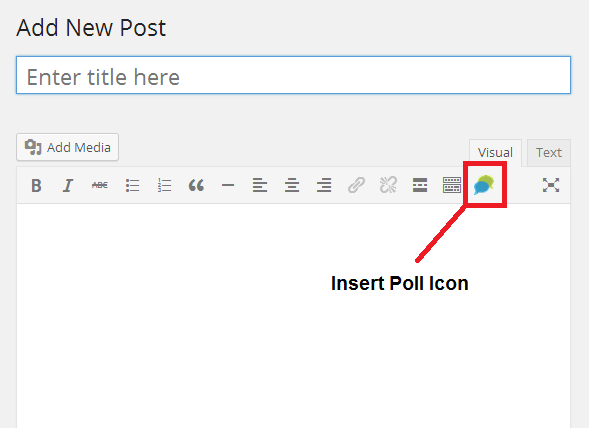 Add New Post
Enter title here
Add Media
Visual
Text
B I ABC
Insert Poll Icon